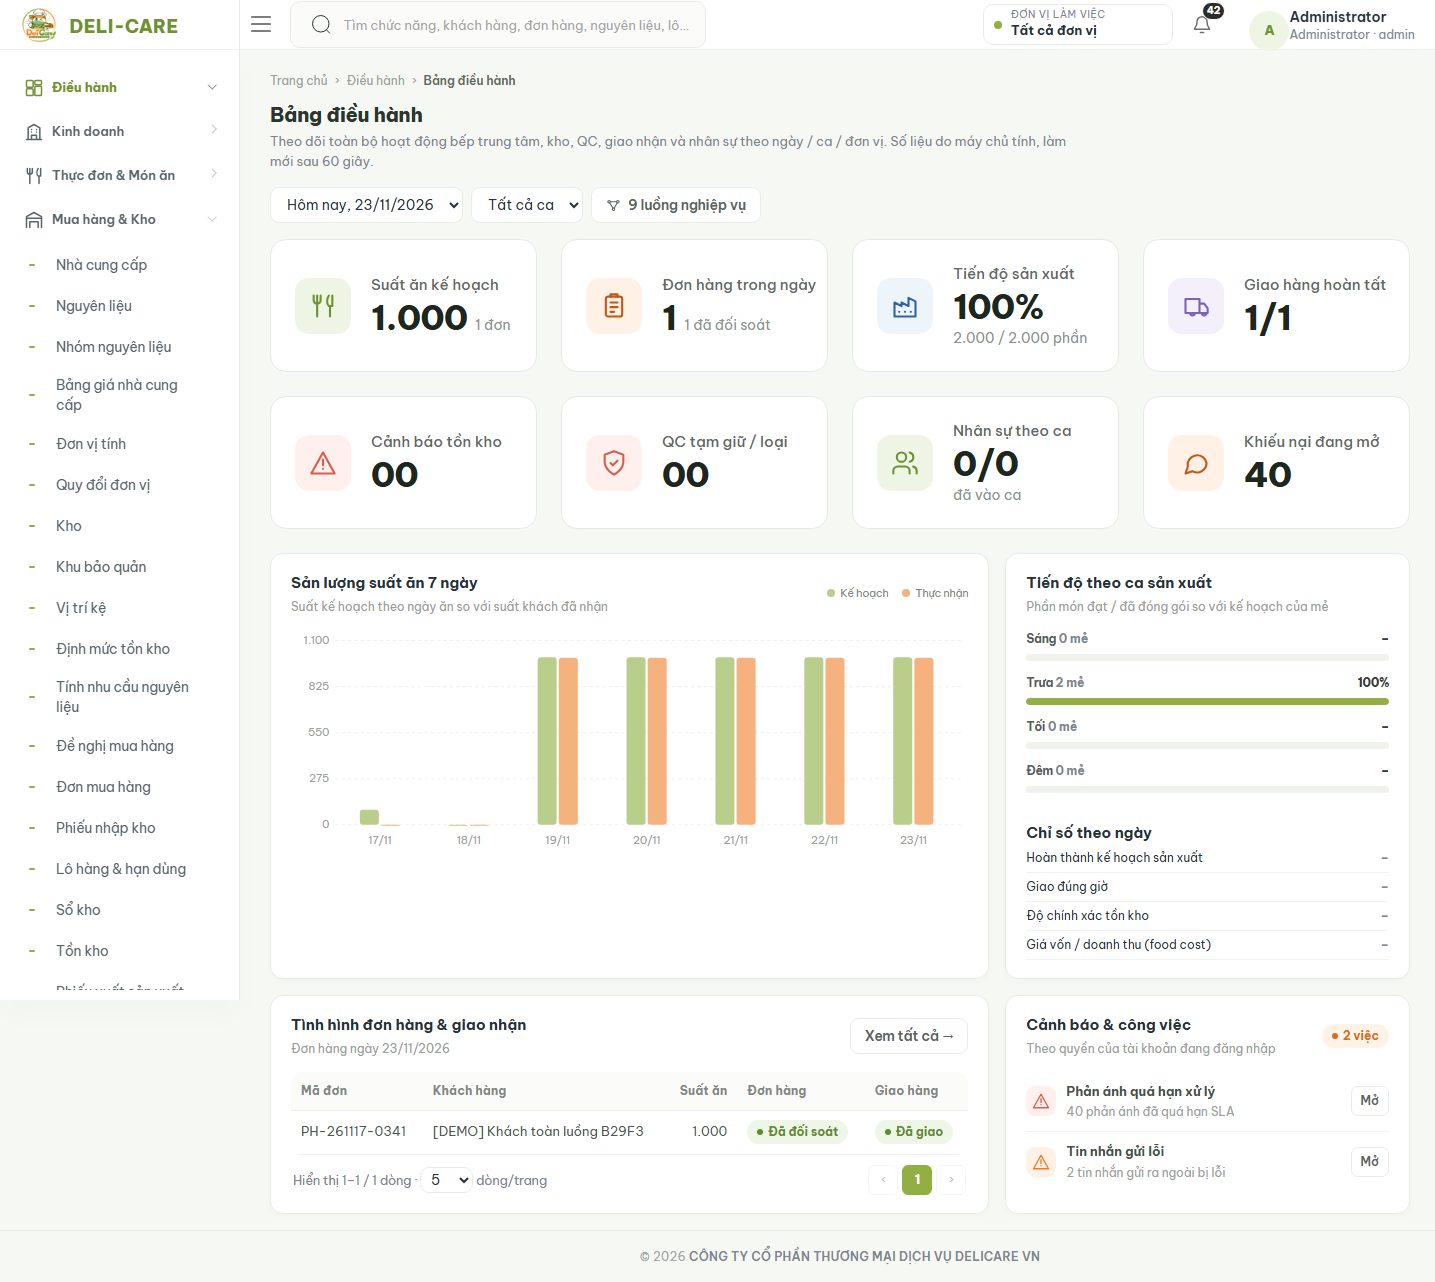 DELI-CARE
Tìm chức năng, khách hàng, đơn hàng, nguyên liệu, lô...
ĐƠN VỊ LÀM VIỆC
Tất cả đơn vị
42
A
Administrator
Administrator · admin
Điều hành
Kinh doanh
Thực đơn & Món ăn
Mua hàng & Kho
Nhà cung cấp
Nguyên liệu
Nhóm nguyên liệu
Bảng giá nhà cung
cấp
Đơn vị tính
Quy đổi đơn vị
Kho
Khu bảo quản
Vị trí kệ
Định mức tồn kho
Tính nhu cầu nguyên
liệu
Đề nghị mua hàng
Đơn mua hàng
Phiếu nhập kho
Lô hàng & hạn dùng
Sổ kho
Tồn kho
Phiếu xuất sản xuất
Trang chủ › Điều hành › Bảng điều hành
Bảng điều hành
Theo dõi toàn bộ hoạt động bếp trung tâm, kho, QC, giao nhận và nhân sự theo ngày / ca / đơn vị. Số liệu do máy chủ tính, làm
mới sau 60 giây.
Hôm nay, 23/11/2026
Tất cả ca
9 luồng nghiệp vụ
Suất ăn kế hoạch
1.000 1 đơn
Đơn hàng trong ngày
1 1 đã đối soát
Tiến độ sản xuất
100%
2.000 / 2.000 phần
Giao hàng hoàn tất
1/1
Cảnh báo tồn kho
00
QC tạm giữ / loại
00
Nhân sự theo ca
0/0
đã vào ca
Khiếu nại đang mở
40
Sản lượng suất ăn 7 ngày
Suất kế hoạch theo ngày ăn so với suất khách đã nhận
Kế hoạch
Thực nhận
1.100
825
550
275
0
17/11
18/11
19/11
20/11
21/11
22/11
23/11
Tiến độ theo ca sản xuất
Phần món đạt / đã đóng gói so với kế hoạch của mẻ
Sáng 0 mẻ –
Trưa 2 mẻ 100%
Tối 0 mẻ –
Đêm 0 mẻ –
Chỉ số theo ngày
Hoàn thành kế hoạch sản xuất –
Giao đúng giờ –
Độ chính xác tồn kho –
Giá vốn / doanh thu (food cost) –
Tình hình đơn hàng & giao nhận
Đơn hàng ngày 23/11/2026
Xem tất cả →
Mã đơn Khách hàng Suất ăn Đơn hàng Giao hàng
PH-261117-0341 [DEMO] Khách toàn luồng B29F3 1.000 Đã đối soát Đã giao
Hiển thị 1–1 / 1 dòng · 5 dòng/trang
‹ 1 ›
Cảnh báo & công việc
Theo quyền của tài khoản đang đăng nhập
2 việc
Phản ánh quá hạn xử lý
40 phản ánh đã quá hạn SLA
Mở
Tin nhắn gửi lỗi
2 tin nhắn gửi ra ngoài bị lỗi
Mở
© 2026 CÔNG TY CỔ PHẦN THƯƠNG MẠI DỊCH VỤ DELICARE VN